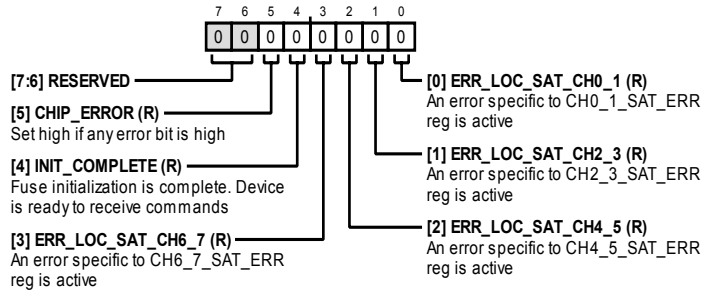 7 6 5 4 3 2 1 0
0 0 0 0 0 0 0 0
[7:6] RESERVED
[5] CHIP_ERROR (R)
Set high if any error bit is high
[4] INIT_COMPLETE (R)
Fuse initialization is complete. Device
is ready to receive commands
[3] ERR_LOC_SAT_CH6_7 (R)
An error specific to CH6_7_SAT_ERR
reg is active
[0] ERR_LOC_SAT_CH0_1 (R)
An error specific to CH0_1_SAT_ERR
reg is active
[1] ERR_LOC_SAT_CH2_3 (R)
An error specific to CH2_3_SAT_ERR
reg is active
[2] ERR_LOC_SAT_CH4_5 (R)
An error specific to CH4_5_SAT_ERR
reg is active